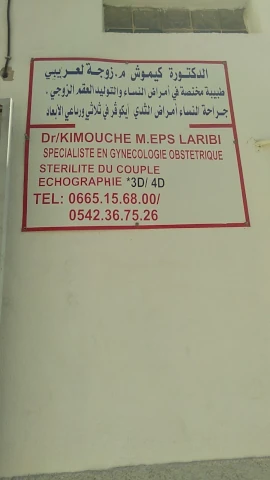 الدكتورة كيموش م. زوجة لعريبي
طبيبة مختصة في أمراض النساء والتوليد العقم الزوجي،
جراحة النساء أمراض الثدي أيكوغرفي ثلاثي ورباعي الأبعاد
Dr/KIMOUCHE M.EPS LARIBI
SPECIALISTE EN GYNECOLOGIE OBSTETRIQUE
STERILITE DU COUPLE
ECHOGRAPHIE *3D/ 4D
TEL: 0665.15.68.00/
0542.36.75.26